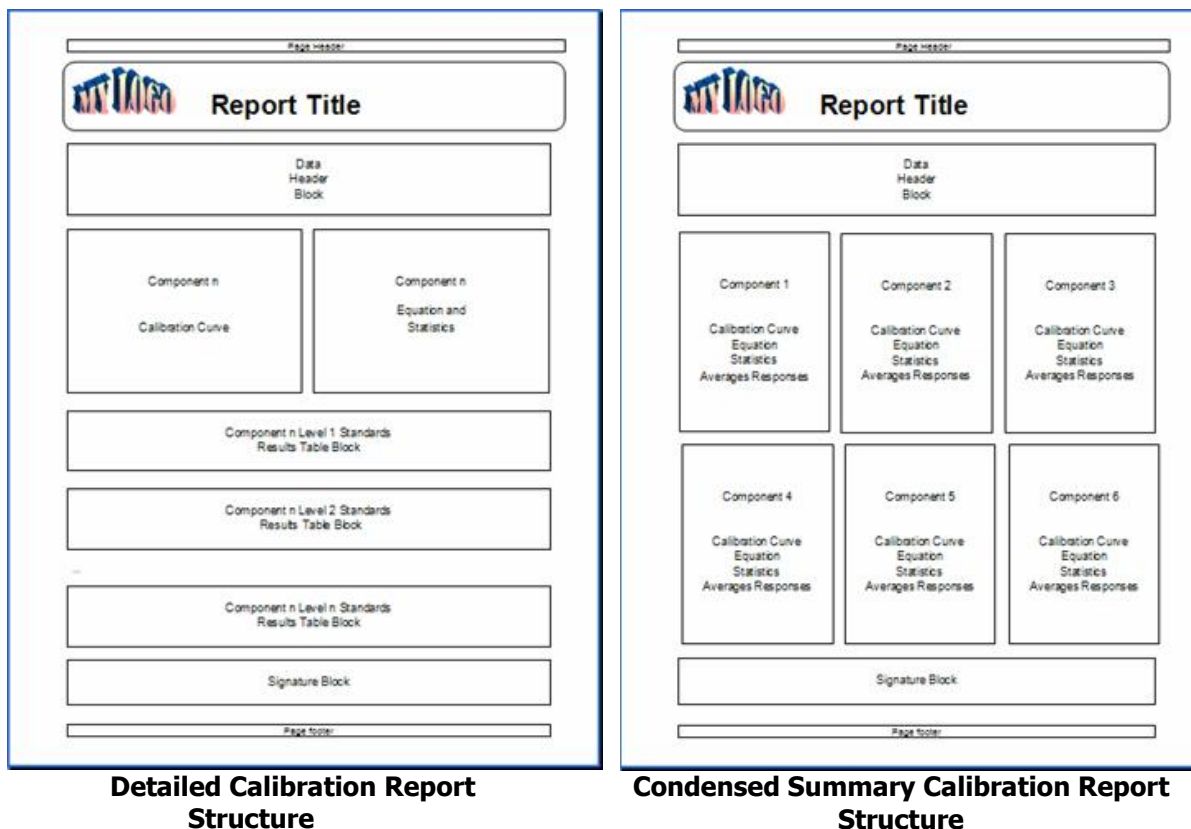 Page Header
MY LOGO
Report Title
Data
Header
Block
Component n
Calibration Curve
Component n
Equation and
Statistics
Component n Level 1 Standards
Results Table Block
Component n Level 2 Standards
Results Table Block
...
Component n Level n Standards
Results Table Block
Signature Block
Page footer
Detailed Calibration Report
Structure
Page Header
MY LOGO
Report Title
Data
Header
Block
Component 1
Calibration Curve
Equation
Statistics
Averages Responses
Component 2
Calibration Curve
Equation
Statistics
Averages Responses
Component 3
Calibration Curve
Equation
Statistics
Averages Responses
Component 4
Calibration Curve
Equation
Statistics
Averages Responses
Component 5
Calibration Curve
Equation
Statistics
Averages Responses
Component 6
Calibration Curve
Equation
Statistics
Averages Responses
Signature Block
Page footer
Condensed Summary Calibration Report
Structure